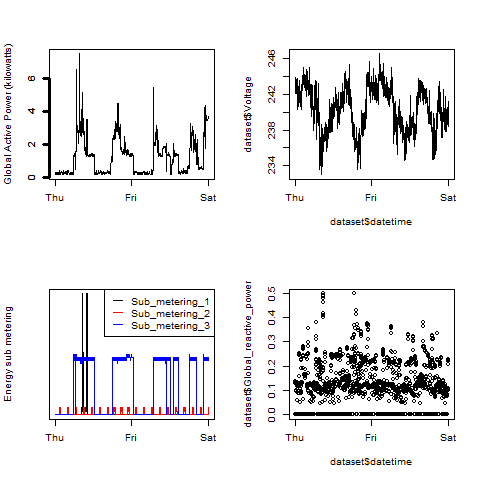 Global Active Power (kilowatts)
0 2 4 6
Thu Fri Sat
dataset$Voltage
234 238 242 246
Thu Fri Sat
dataset$datetime
Energy sub metering
Sub_metering_1
Sub_metering_2
Sub_metering_3
Thu Fri Sat
dataset$Global_reactive_power
0.0 0.1 0.2 0.3 0.4 0.5
Thu Fri Sat
dataset$datetime